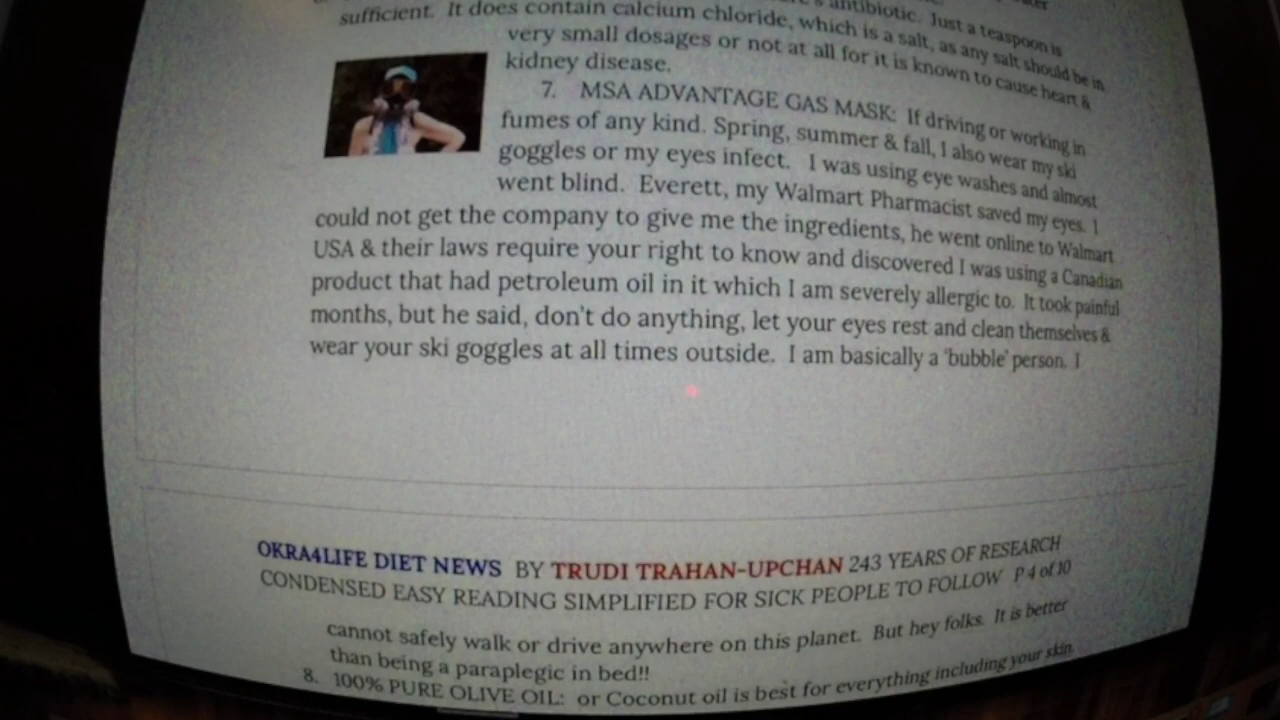 antibiotic. Just a teaspoon is
sufficient. It does contain calcium chloride, which is a salt, as any salt should be in
very small dosages or not at all for it is known to cause heart &
kidney disease.
7. MSA ADVANTAGE GAS MASK: If driving or working in
fumes of any kind. Spring, summer & fall, I also wear my ski
goggles or my eyes infect. I was using eye washes and almost
went blind. Everett, my Walmart Pharmacist saved my eyes. I
could not get the company to give me the ingredients, he went online to Walmart
USA & their laws require your right to know and discovered I was using a Canadian
product that had petroleum oil in it which I am severely allergic to. It took painful
months, but he said, don't do anything, let your eyes rest and clean themselves &
wear your ski goggles at all times outside. I am basically a 'bubble' person. I
OKRA4LIFE DIET NEWS BY TRUDI TRAHAN-UPCHAN 243 YEARS OF RESEARCH
CONDENSED EASY READING SIMPLIFIED FOR SICK PEOPLE TO FOLLOW P 4 of 10
cannot safely walk or drive anywhere on this planet. But hey folks. It is better
than being a paraplegic in bed!!
8. 100% PURE OLIVE OIL: or Coconut oil is best for everything including your skin.